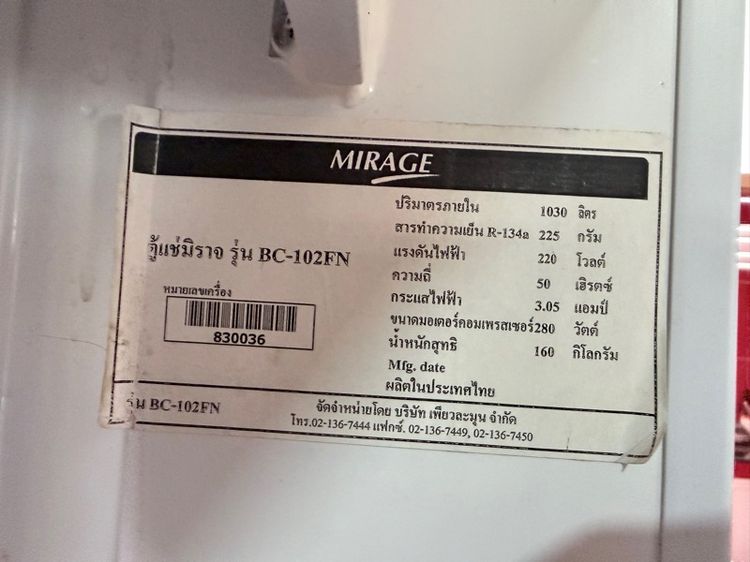 MIRAGE
ตู้แช่มิราจ รุ่น BC-102FN
หมายเลขเครื่อง
830036
ปริมาตรภายใน 1030 ลิตร
สารทำความเย็น R-134a 225 กรัม
แรงดันไฟฟ้า 220 โวลต์
ความถี่ 50 เฮิรตซ์
กระแสไฟฟ้า 3.05 แอมป์
ขนาดมอเตอร์คอมเพรสเซอร์280 วัตต์
น้ำหนักสุทธิ 160 กิโลกรัม
Mfg. date
ผลิตในประเทศไทย
รุ่น BC-102FN
จัดจำหน่ายโดย บริษัท เพียวละมุน จำกัด
โทร.02-136-7444 แฟกซ์. 02-136-7449, 02-136-7450